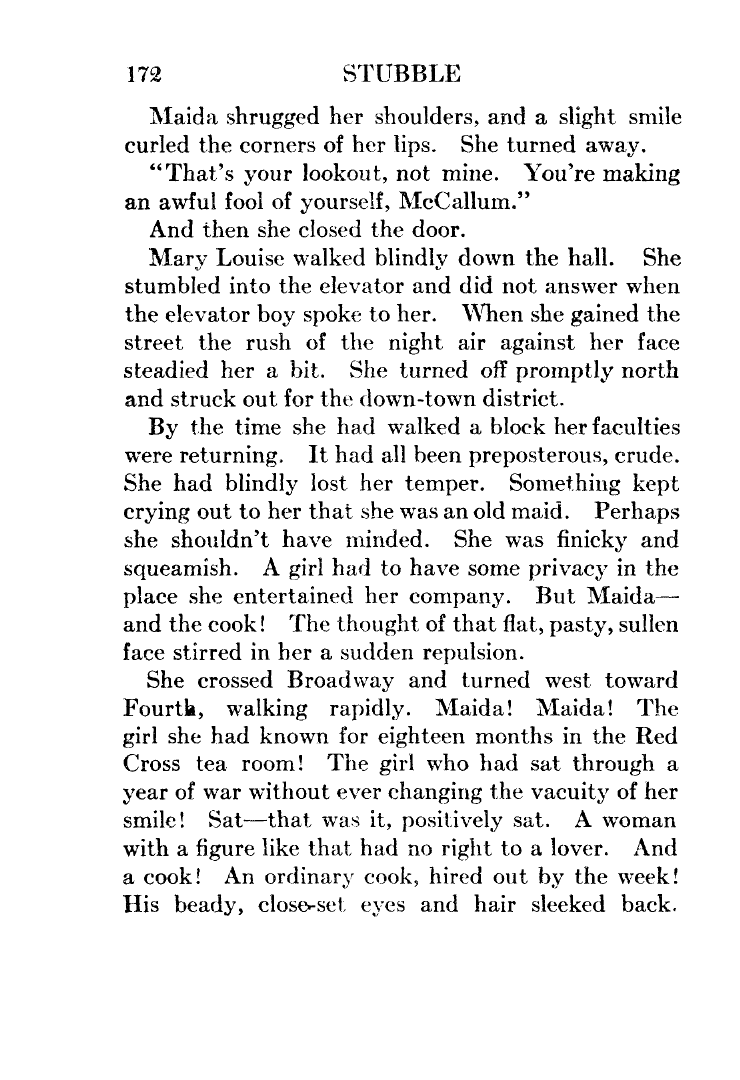 172 STUBBLE
Maida shrugged her shoulders, and a slight smile
curled the corners of her lips. She turned away.
“That’s your lookout, not mine. You’re making
an awful fool of yourself, McCallum.”
And then she closed the door.
Mary Louise walked blindly down the hall. She
stumbled into the elevator and did not answer when
the elevator boy spoke to her. When she gained the
street the rush of the night air against her face
steadied her a bit. She turned off promptly north
and struck out for the down-town district.
By the time she had walked a block her faculties
were returning. It had all been preposterous, crude.
She had blindly lost her temper. Something kept
crying out to her that she was an old maid. Perhaps
she shouldn’t have minded. She was finicky and
squeamish. A girl had to have some privacy in the
place she entertained her company. But Maida—
and the cook! The thought of that flat, pasty, sullen
face stirred in her a sudden repulsion.
She crossed Broadway and turned west toward
Fourth, walking rapidly. Maida! Maida! The
girl she had known for eighteen months in the Red
Cross tea room! The girl who had sat through a
year of war without ever changing the vacuity of her
smile! Sat—that was it, positively sat. A woman
with a figure like that had no right to a lover. And
a cook! An ordinary cook, hired out by the week!
His beady, close-set eyes and hair sleeked back.